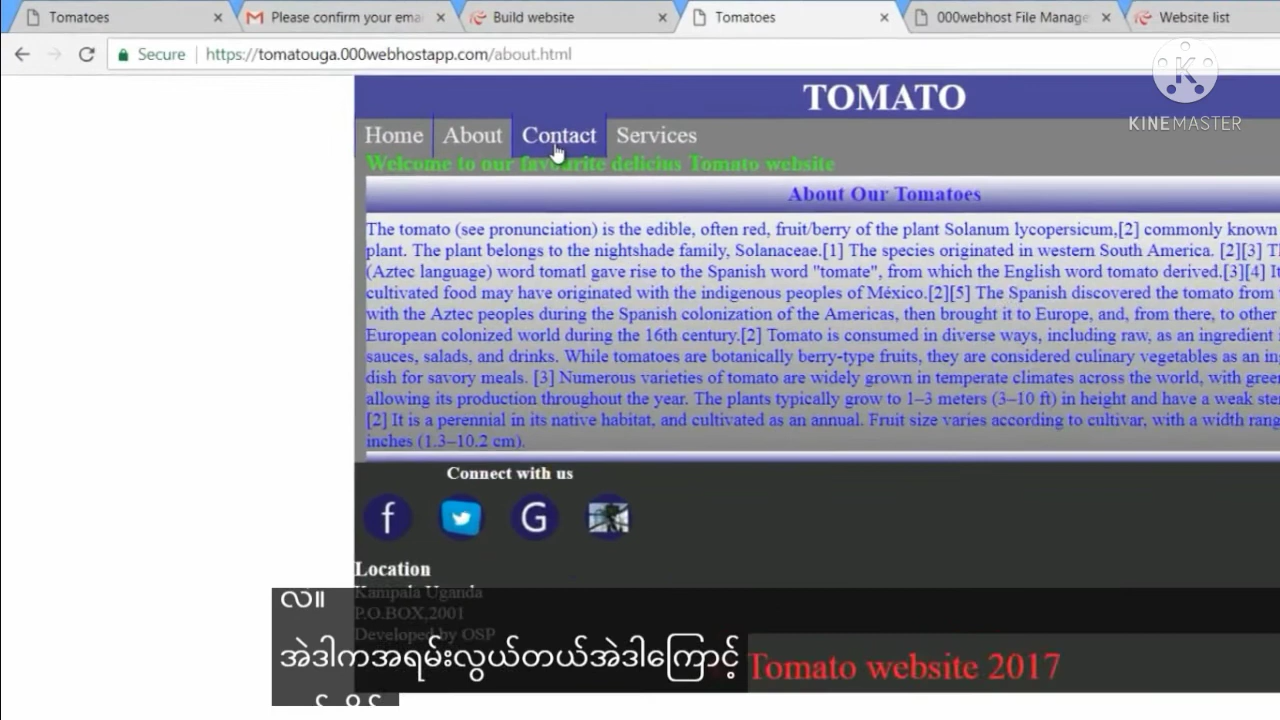 Tomatoes
Please confirm your ema
Build website
Tomatoes
000webhost File Manage
Website list
Secure
https://tomatouga.000webhostapp.com/about.html
KINEMASTER
TOMATO
Home About Contact Services
Welcome to our favourite delicius Tomato website
About Our Tomatoes
The tomato (see pronunciation) is the edible, often red, fruit/berry of the plant Solanum lycopersicum,[2] commonly known
plant. The plant belongs to the nightshade family, Solanaceae.[1] The species originated in western South America. [2][3] T
(Aztec language) word tomatl gave rise to the Spanish word "tomate", from which the English word tomato derived.[3][4] It
cultivated food may have originated with the indigenous peoples of México.[2][5] The Spanish discovered the tomato from
with the Aztec peoples during the Spanish colonization of the Americas, then brought it to Europe, and, from there, to other
European colonized world during the 16th century.[2] Tomato is consumed in diverse ways, including raw, as an ingredient
sauces, salads, and drinks. While tomatoes are botanically berry-type fruits, they are considered culinary vegetables as an in
dish for savory meals. [3] Numerous varieties of tomato are widely grown in temperate climates across the world, with gree
allowing its production throughout the year. The plants typically grow to 1–3 meters (3–10 ft) in height and have a weak ste
[2] It is a perennial in its native habitat, and cultivated as an annual. Fruit size varies according to cultivar, with a width rang
inches (1.3–10.2 cm).
Connect with us
Location
Kampala Uganda
P.O.BOX,2001
Developed by OSP
လ။
အဲဒါကအရမ်းလွယ်တယ်အဲဒါကြောင့်
Tomato website 2017